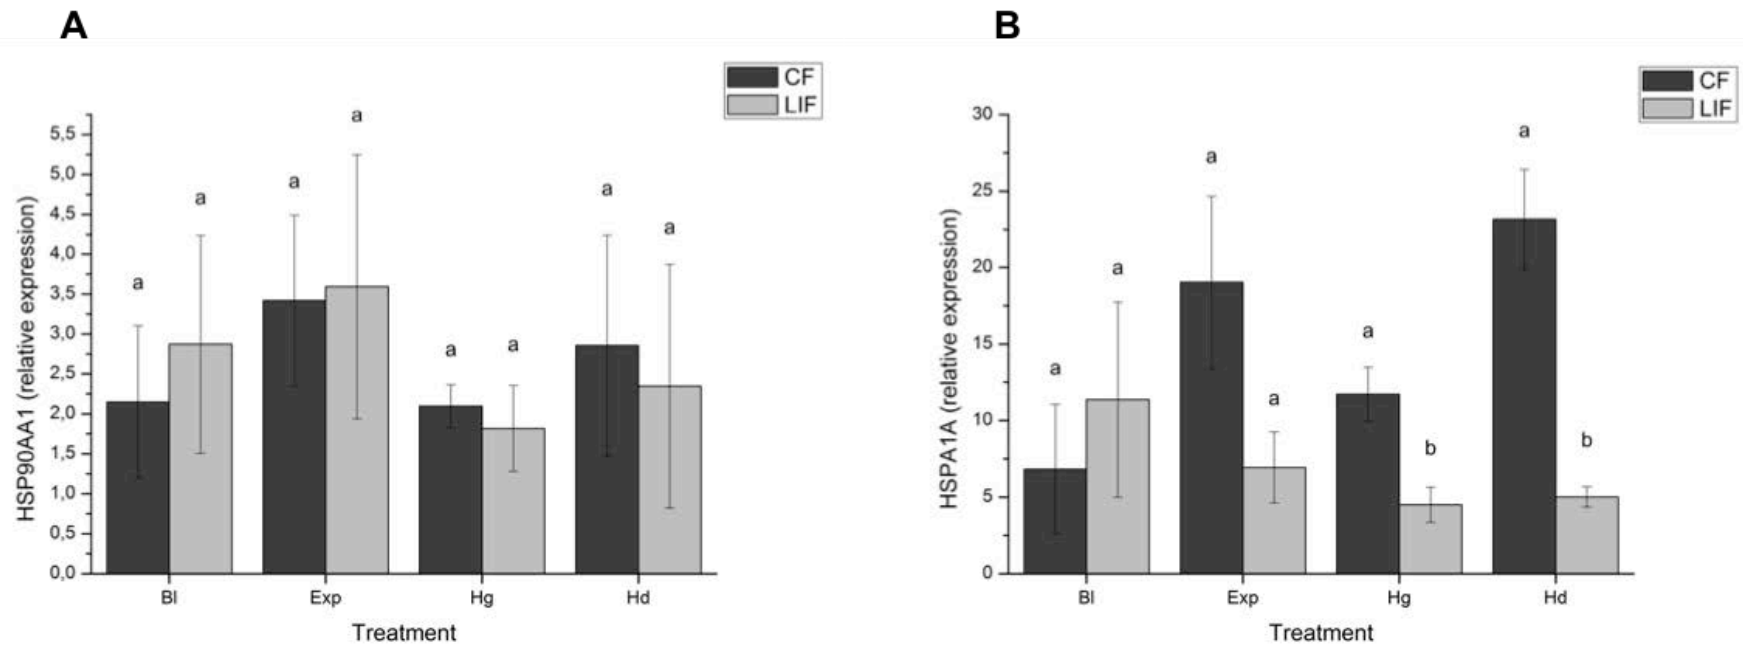 A
CF
LIF
HSP90AA1 (relative expression)
5,5
5,0
4,5
4,0
3,5
3,0
2,5
2,0
1,5
1,0
0,5
0,0
a
a
a
a
a
a
a
a
Bl
Exp
Hg
Hd
Treatment
B
CF
LIF
HSPA1A (relative expression)
30
25
20
15
10
5
0
a
a
a
a
a
b
a
b
Bl
Exp
Hg
Hd
Treatment